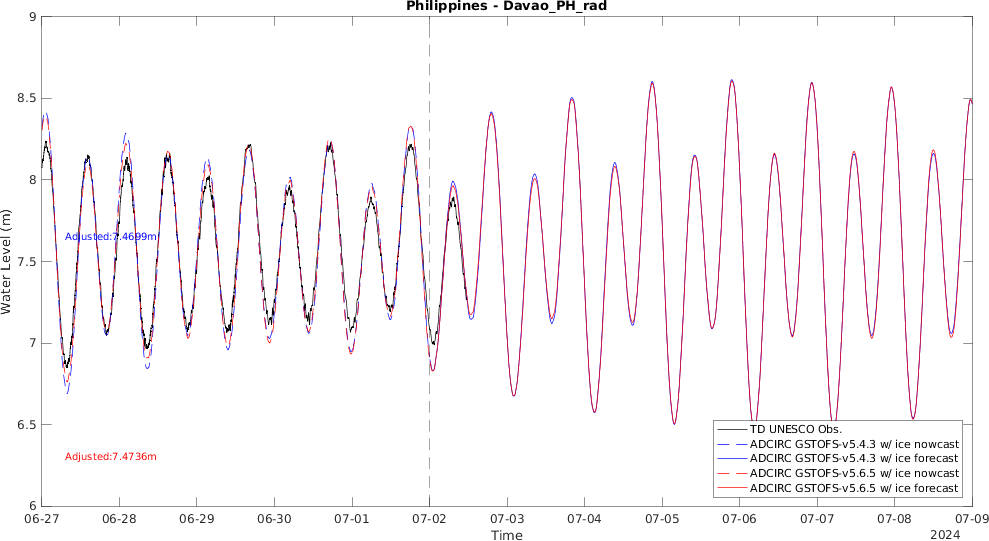 Philippines - Davao_PH_rad
9
8.5
8
7.5
7
6.5
6
Water Level (m)
Adjusted:7.4699m
Adjusted:7.4736m
TD UNESCO Obs.
ADCIRC GSTOFS-v5.4.3 w/ ice nowcast
ADCIRC GSTOFS-v5.4.3 w/ ice forecast
ADCIRC GSTOFS-v5.6.5 w/ ice nowcast
ADCIRC GSTOFS-v5.6.5 w/ ice forecast
06-27 06-28 06-29 06-30 07-01 07-02 07-03 07-04 07-05 07-06 07-07 07-08 07-09
Time
2024